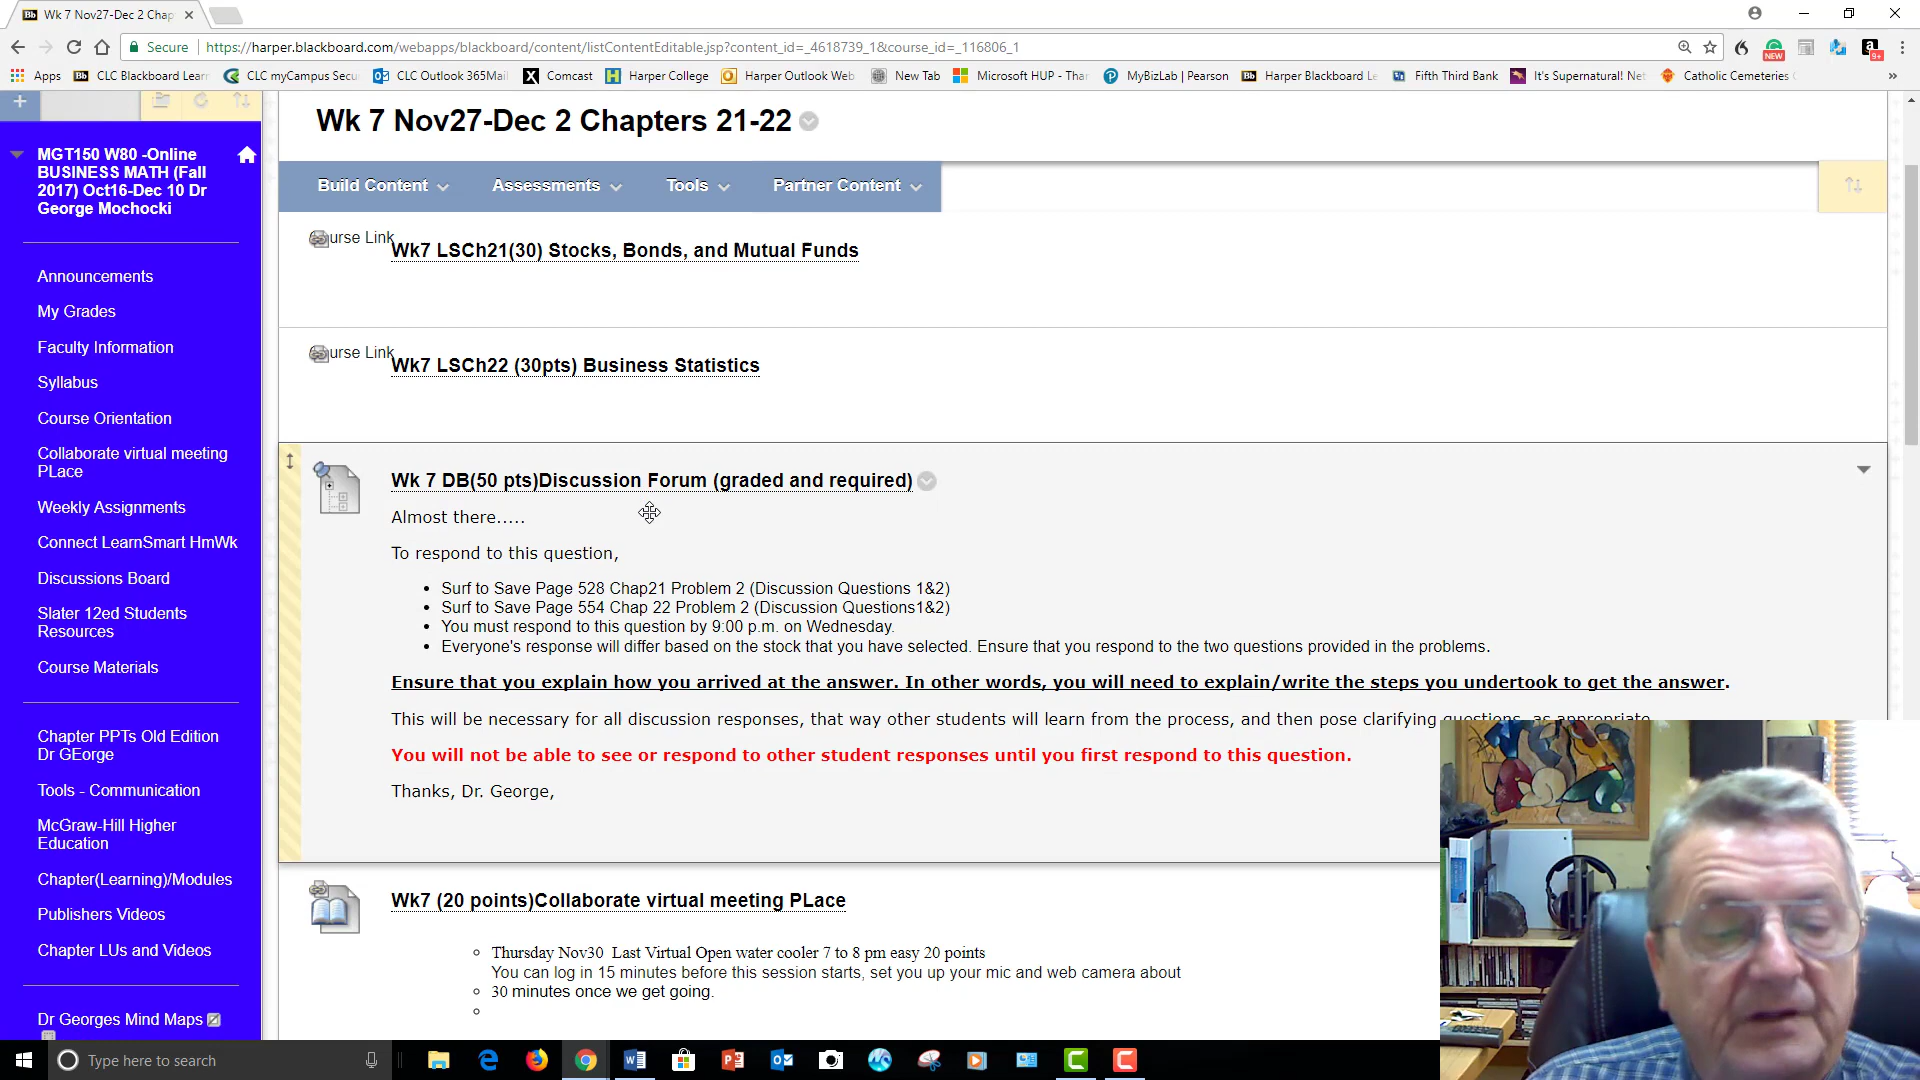 Wk 7 Nov27-Dec 2 Chap
Secure
https://harper.blackboard.com/webapps/blackboard/content/listContentEditable.jsp?content_id=_4618739_1&course_id=_116806_1
NEW
9+
Apps
CLC Blackboard Lear
CLC myCampus Secu
CLC Outlook 365Mail
Comcast
Harper College
Harper Outlook Web
New Tab
Microsoft HUP - Thar
MyBizLab | Pearson
Harper Blackboard Le
Fifth Third Bank
It's Supernatural! Net
Catholic Cemeteries
MGT150 W80 -Online
BUSINESS MATH (Fall
2017) Oct16-Dec 10 Dr
George Mochocki
Announcements
My Grades
Faculty Information
Syllabus
Course Orientation
Collaborate virtual meeting
PLace
Weekly Assignments
Connect LearnSmart HmWk
Discussions Board
Slater 12ed Students
Resources
Course Materials
Chapter PPTs Old Edition
Dr GEorge
Tools - Communication
McGraw-Hill Higher
Education
Chapter(Learning)/Modules
Publishers Videos
Chapter LUs and Videos
Dr Georges Mind Maps
Wk 7 Nov27-Dec 2 Chapters 21-22
Build Content
Assessments
Tools
Partner Content
urse Link
Wk7 LSCh21(30) Stocks, Bonds, and Mutual Funds
urse Link
Wk7 LSCh22 (30pts) Business Statistics
Wk 7 DB(50 pts)Discussion Forum (graded and required)
Almost there.....
To respond to this question,
• Surf to Save Page 528 Chap21 Problem 2 (Discussion Questions 1&2)
• Surf to Save Page 554 Chap 22 Problem 2 (Discussion Questions1&2)
• You must respond to this question by 9:00 p.m. on Wednesday.
• Everyone's response will differ based on the stock that you have selected. Ensure that you respond to the two questions provided in the problems.
Ensure that you explain how you arrived at the answer. In other words, you will need to explain/write the steps you undertook to get the answer.
This will be necessary for all discussion responses, that way other students will learn from the process, and then pose clarifying questions, as appropriate
You will not be able to see or respond to other student responses until you first respond to this question.
Thanks, Dr. George,
Wk7 (20 points)Collaborate virtual meeting PLace
Thursday Nov30 Last Virtual Open water cooler 7 to 8 pm easy 20 points
You can log in 15 minutes before this session starts, set you up your mic and web camera about
30 minutes once we get going.
Type here to search